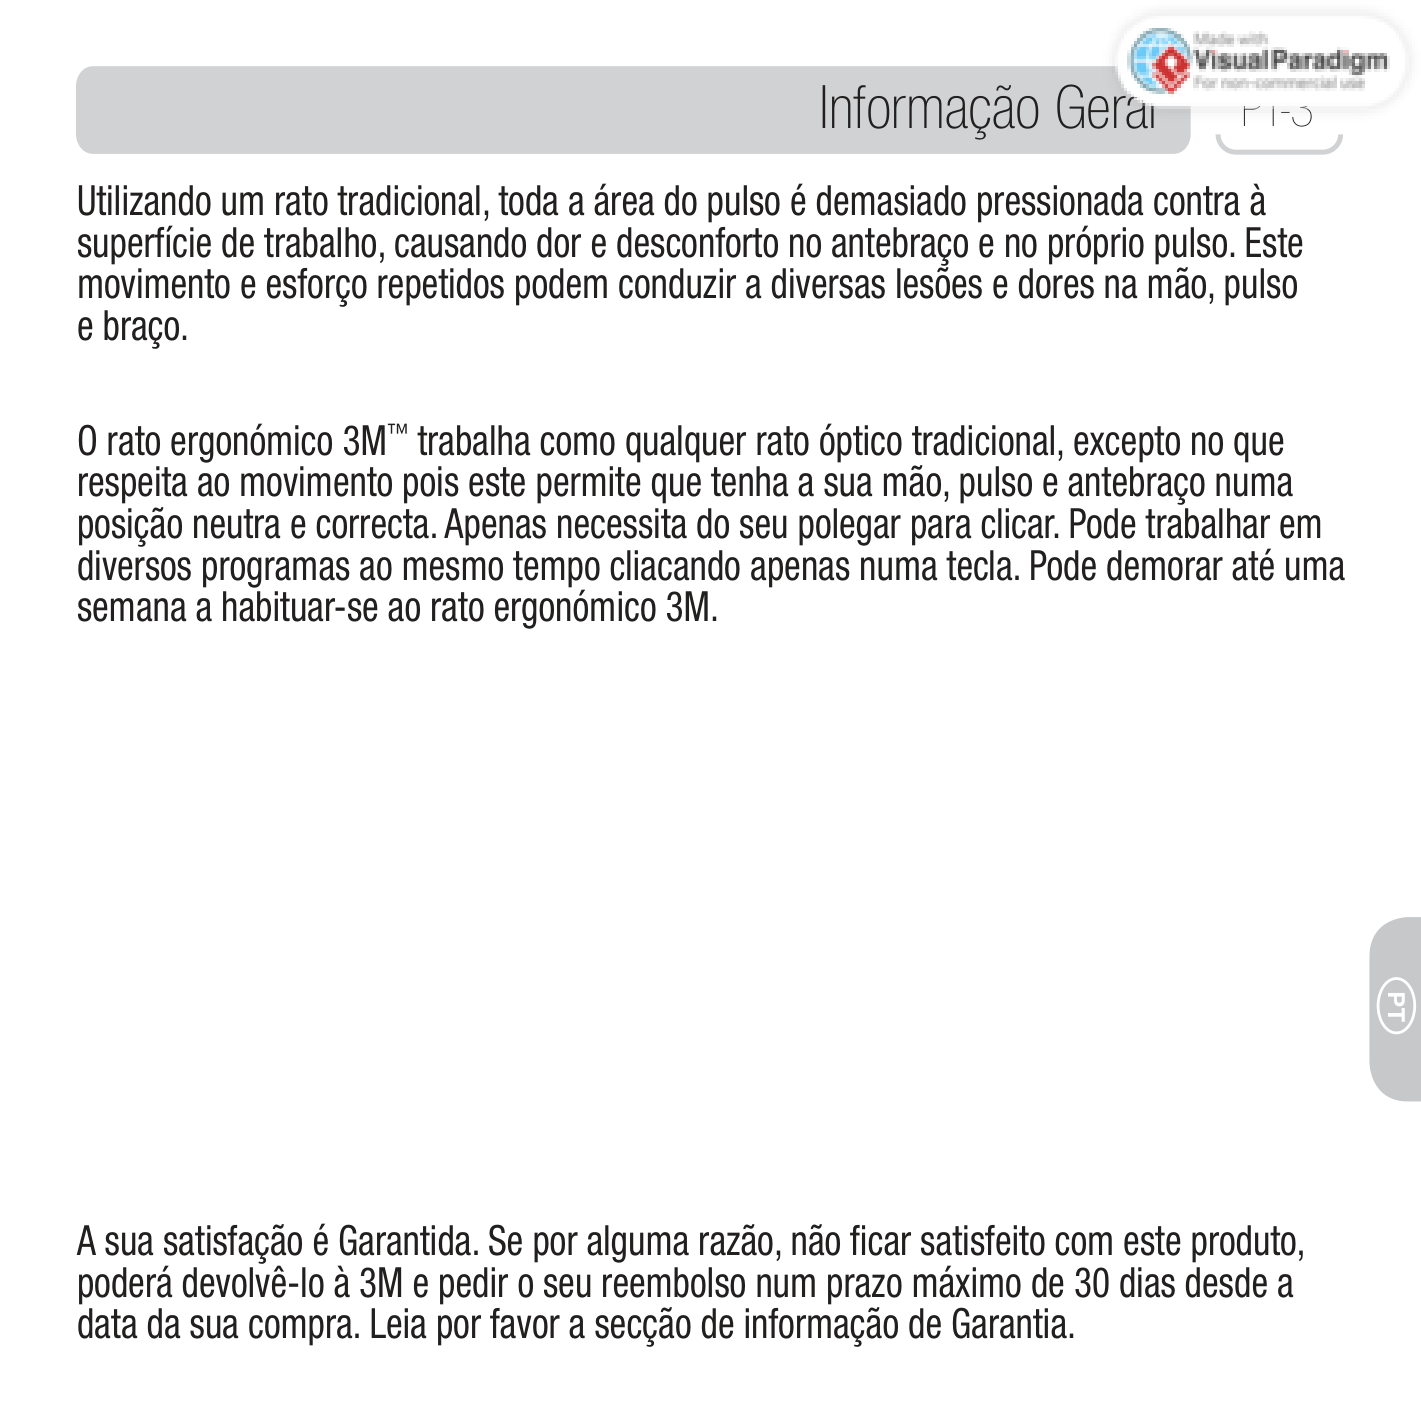 Made with
Visual Paradigm
For non-commercial use
Informação Geral
PT-3
Utilizando um rato tradicional, toda a área do pulso é demasiado pressionada contra à
superfície de trabalho, causando dor e desconforto no antebraço e no próprio pulso. Este
movimento e esforço repetidos podem conduzir a diversas lesões e dores na mão, pulso
e braço.
O rato ergonómico 3M™ trabalha como qualquer rato óptico tradicional, excepto no que
respeita ao movimento pois este permite que tenha a sua mão, pulso e antebraço numa
posição neutra e correcta. Apenas necessita do seu polegar para clicar. Pode trabalhar em
diversos programas ao mesmo tempo cliacando apenas numa tecla. Pode demorar até uma
semana a habituar-se ao rato ergonómico 3M.
PT
A sua satisfação é Garantida. Se por alguma razão, não ficar satisfeito com este produto,
poderá devolvê-lo à 3M e pedir o seu reembolso num prazo máximo de 30 dias desde a
data da sua compra. Leia por favor a secção de informação de Garantia.